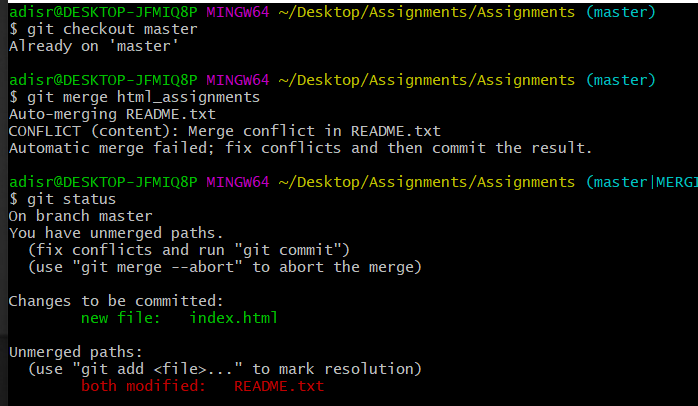 adisr@DESKTOP-JFMIQ8P MINGW64 ~/Desktop/Assignments/Assignments (master)
$ git checkout master
Already on 'master'
adisr@DESKTOP-JFMIQ8P MINGW64 ~/Desktop/Assignments/Assignments (master)
$ git merge html_assignments
Auto-merging README.txt
CONFLICT (content): Merge conflict in README.txt
Automatic merge failed; fix conflicts and then commit the result.
adisr@DESKTOP-JFMIQ8P MINGW64 ~/Desktop/Assignments/Assignments (master|MERGI
$ git status
On branch master
You have unmerged paths.
  (fix conflicts and run "git commit")
  (use "git merge --abort" to abort the merge)
Changes to be committed:
        new file:   index.html
Unmerged paths:
  (use "git add <file>..." to mark resolution)
        both modified:   README.txt